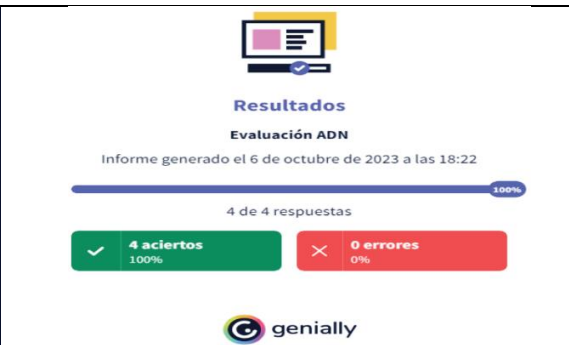 Resultados
Evaluación ADN
Informe generado el 6 de octubre de 2023 a las 18:22
100%
4 de 4 respuestas
4 aciertos
100%
0 errores
0%
genially